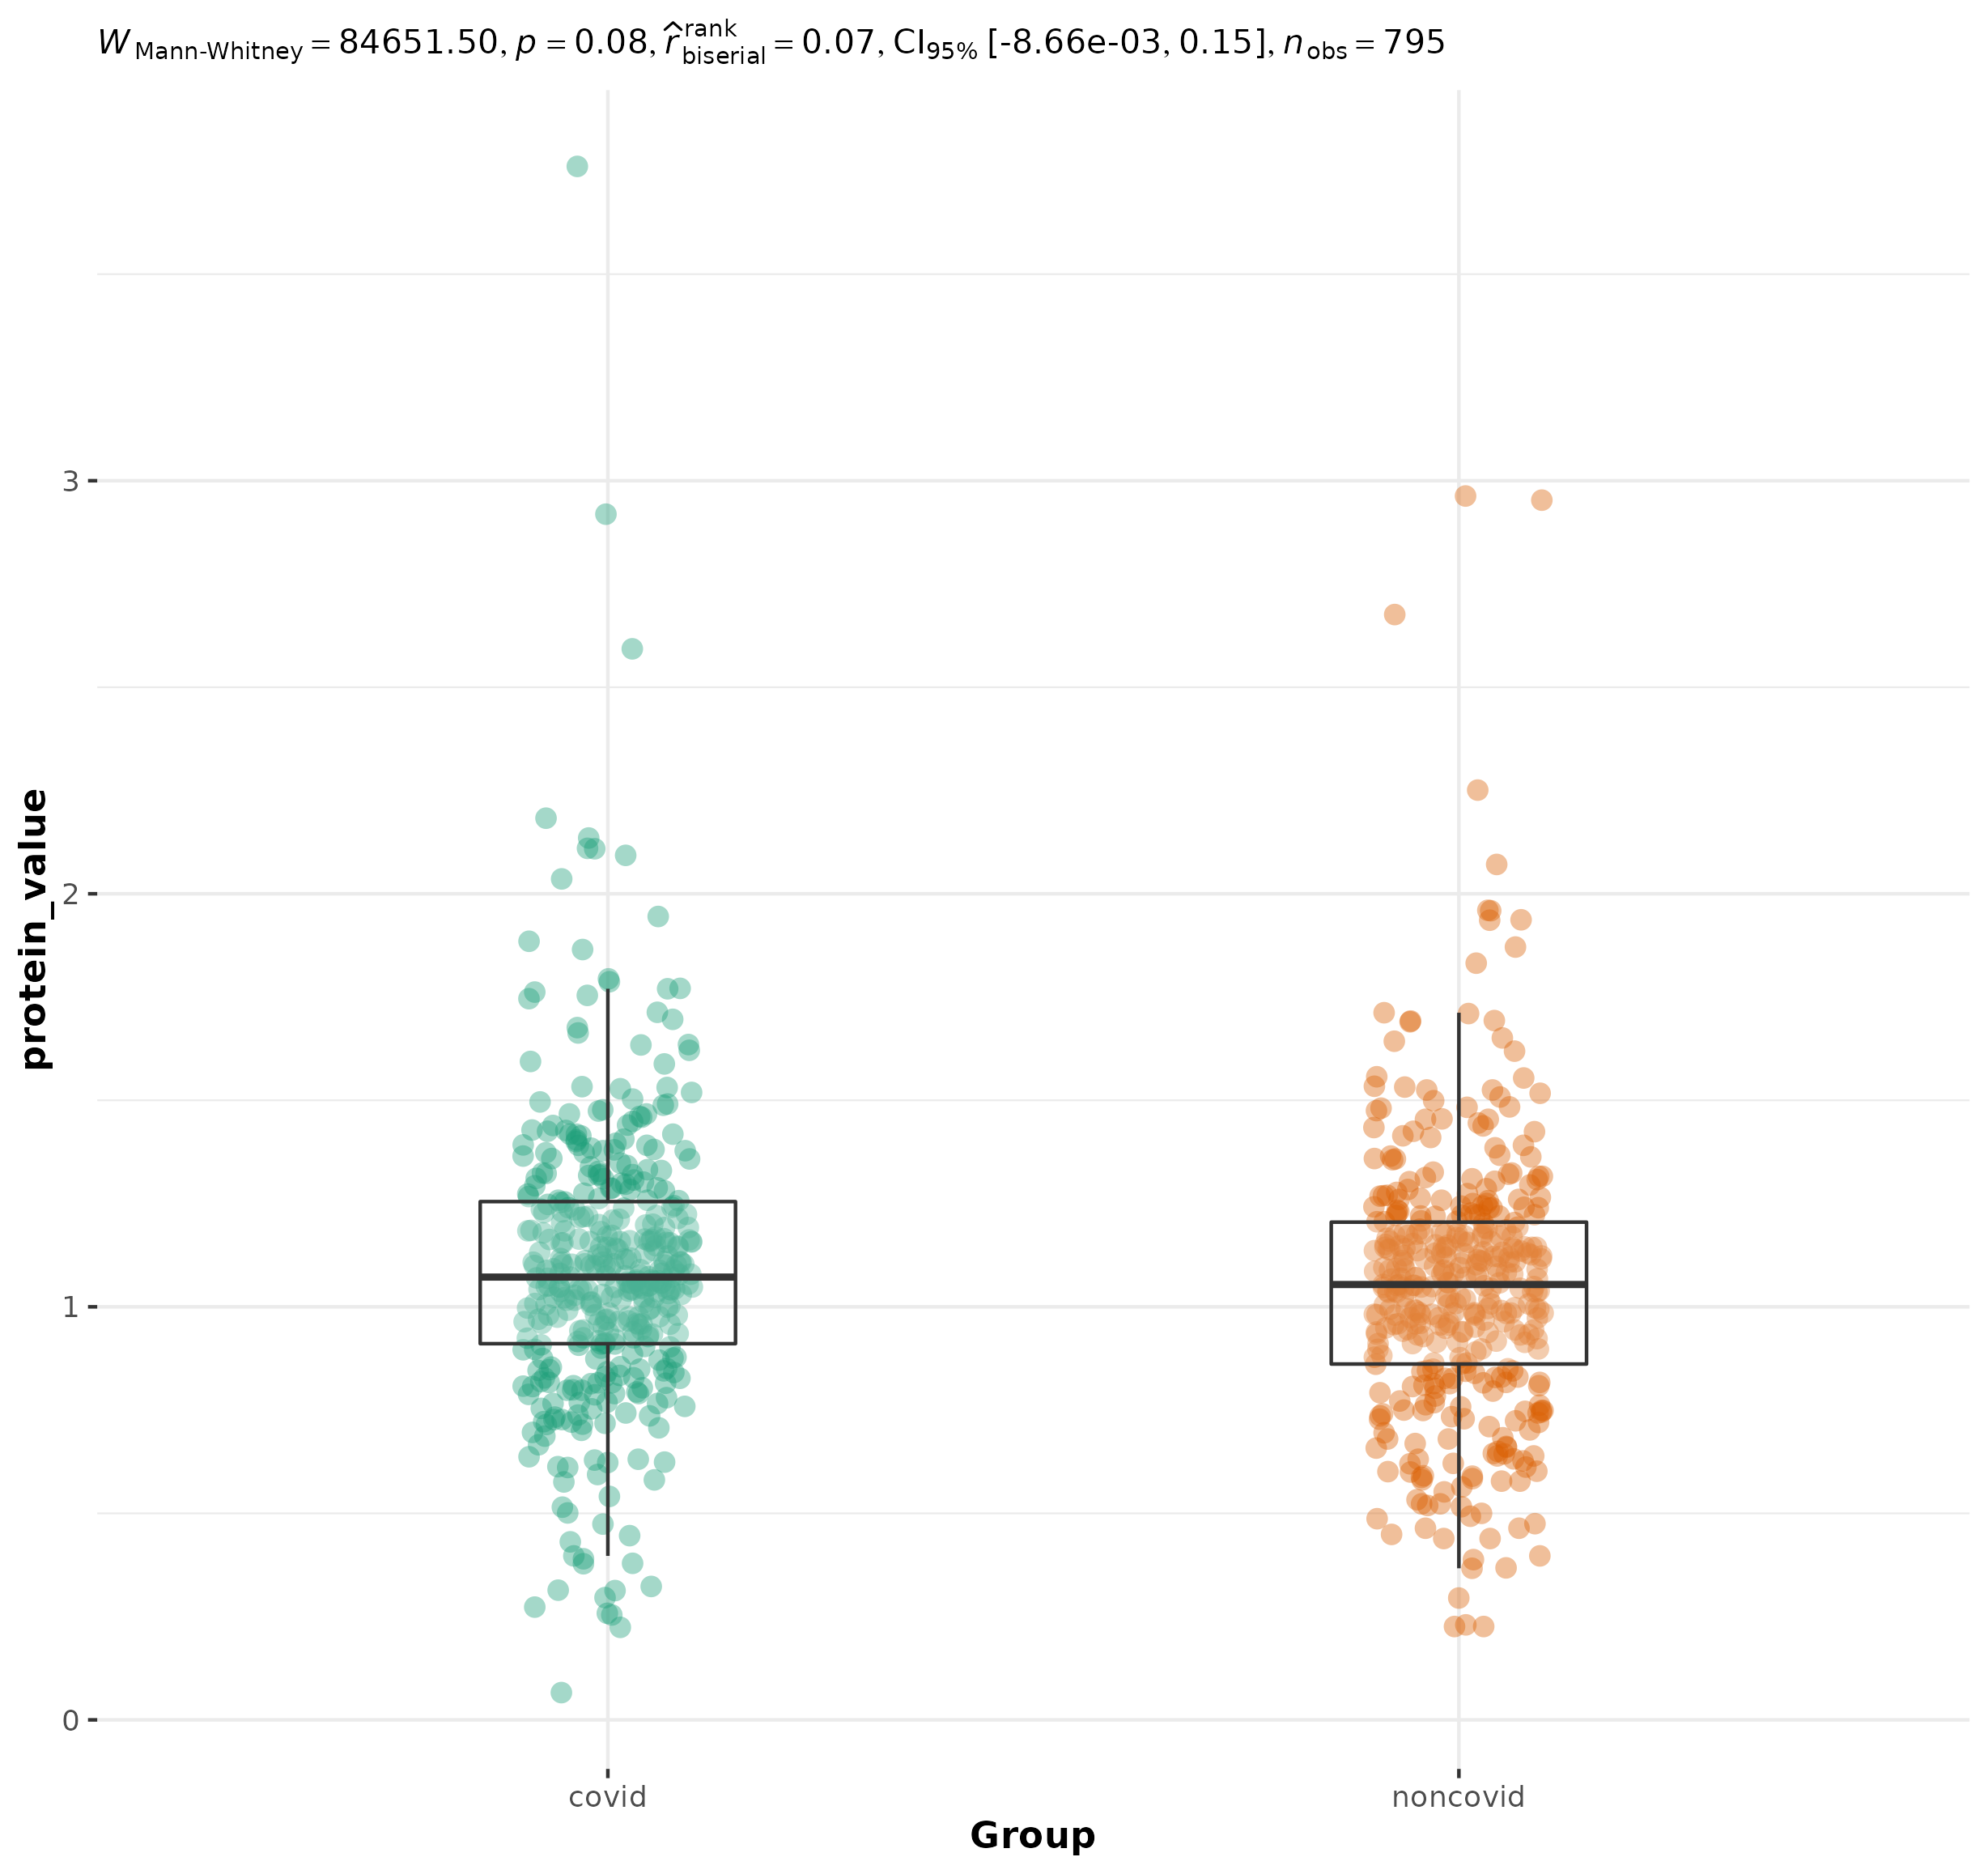 W Mann-Whitney = 84651.50, p = 0.08, r̂ rank biserial = 0.07, CI95% [-8.66e-03, 0.15], nobs = 795
protein_value
3
2
1
0
covid noncovid
Group